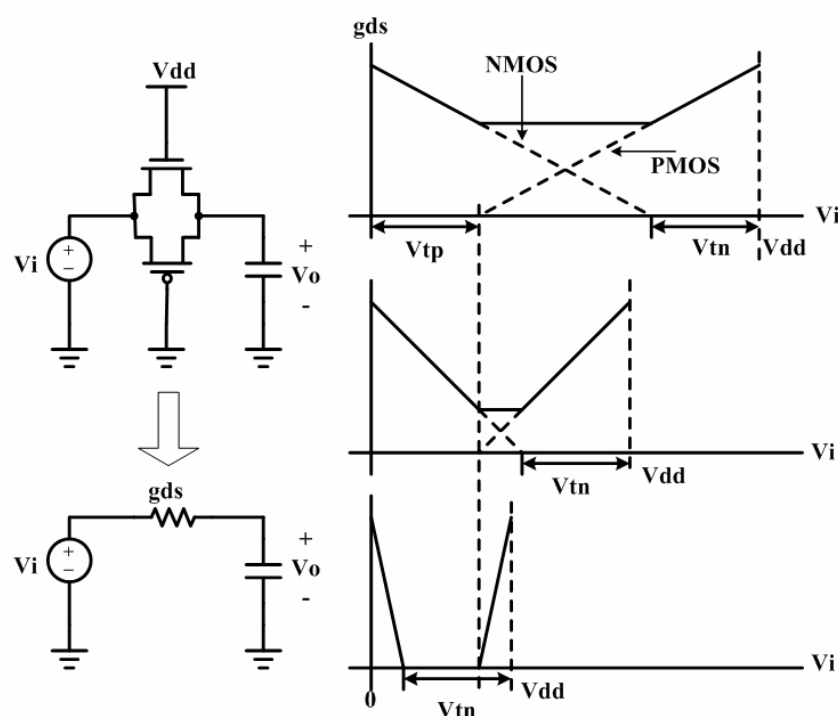 Vdd
Vi
+
−
+
Vo
-
gds
Vi
+
−
+
Vo
-
gds
NMOS
PMOS
Vi
Vtp
Vtn
Vdd
Vi
Vtn
Vdd
Vi
0
Vtn
Vdd